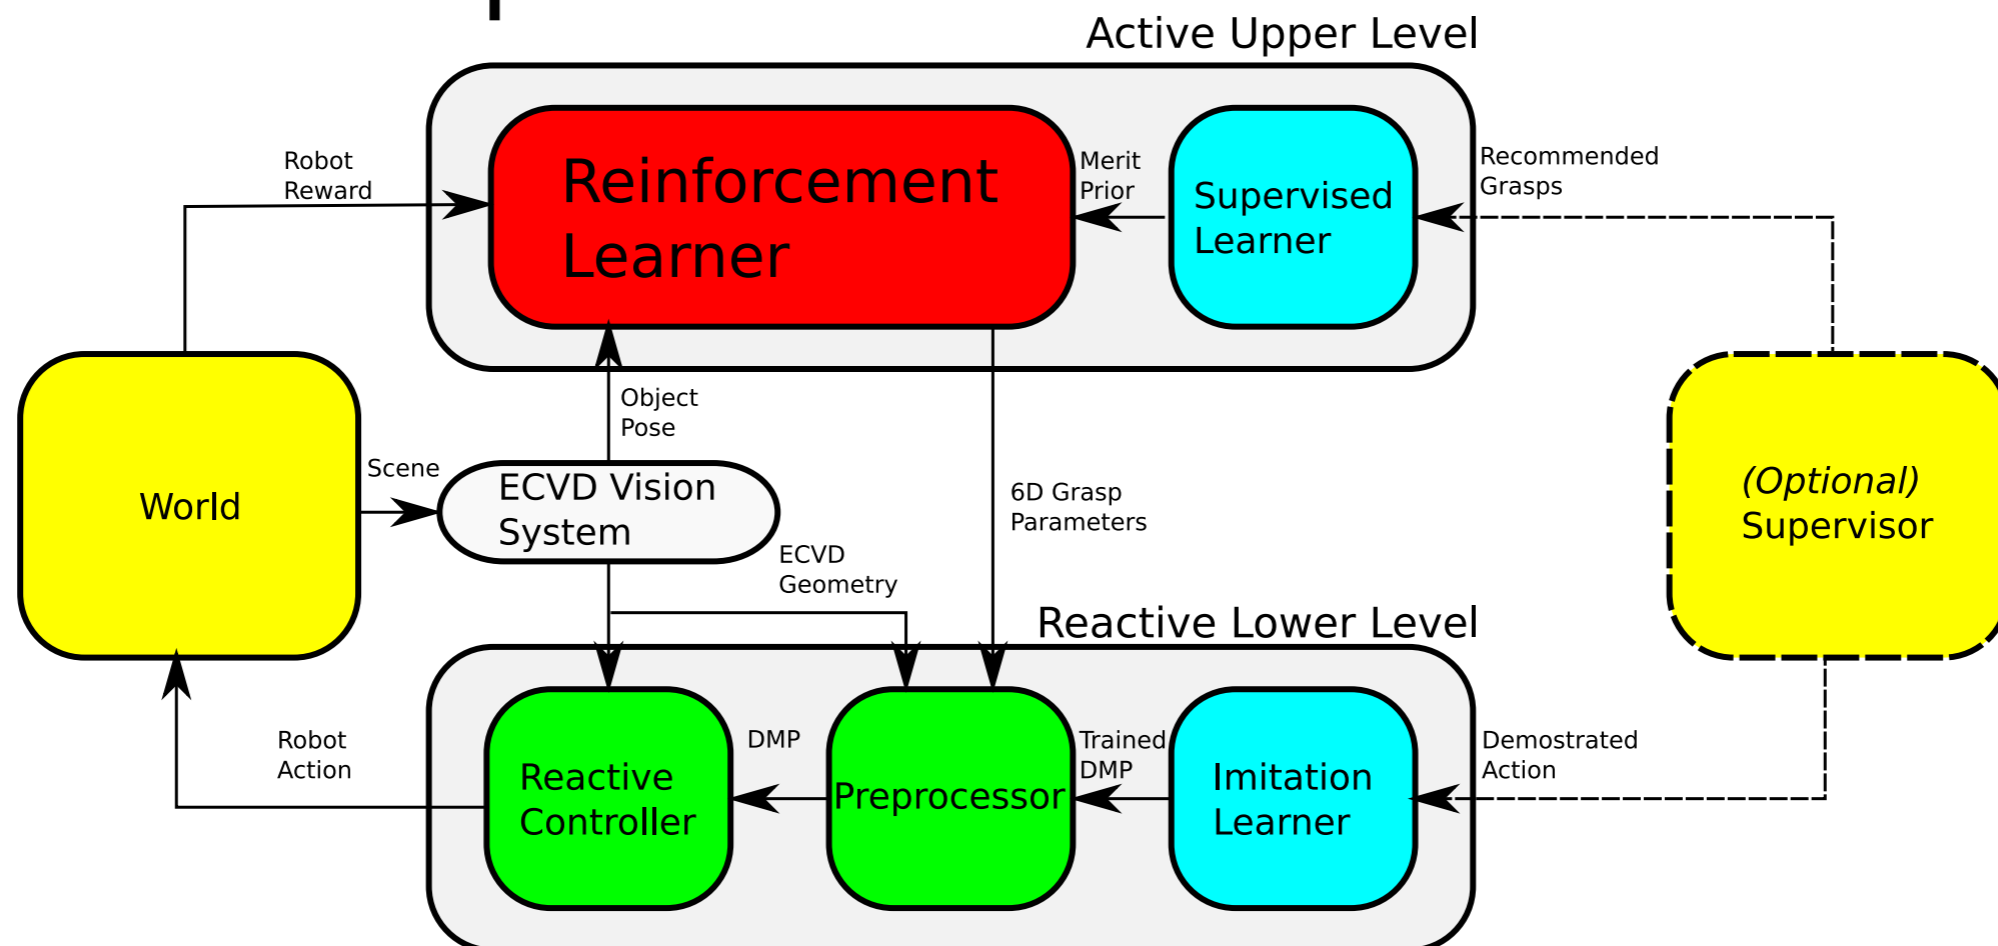 Active Upper Level
Robot
Reward
Reinforcement
Learner
Merit
Prior
Supervised
Learner
Recommended
Grasps
Object
Pose
World
Scene
ECVD Vision
System
6D Grasp
Parameters
(Optional)
Supervisor
ECVD
Geometry
Reactive Lower Level
Robot
Action
Reactive
Controller
DMP
Preprocessor
Trained
DMP
Imitation
Learner
Demostrated
Action